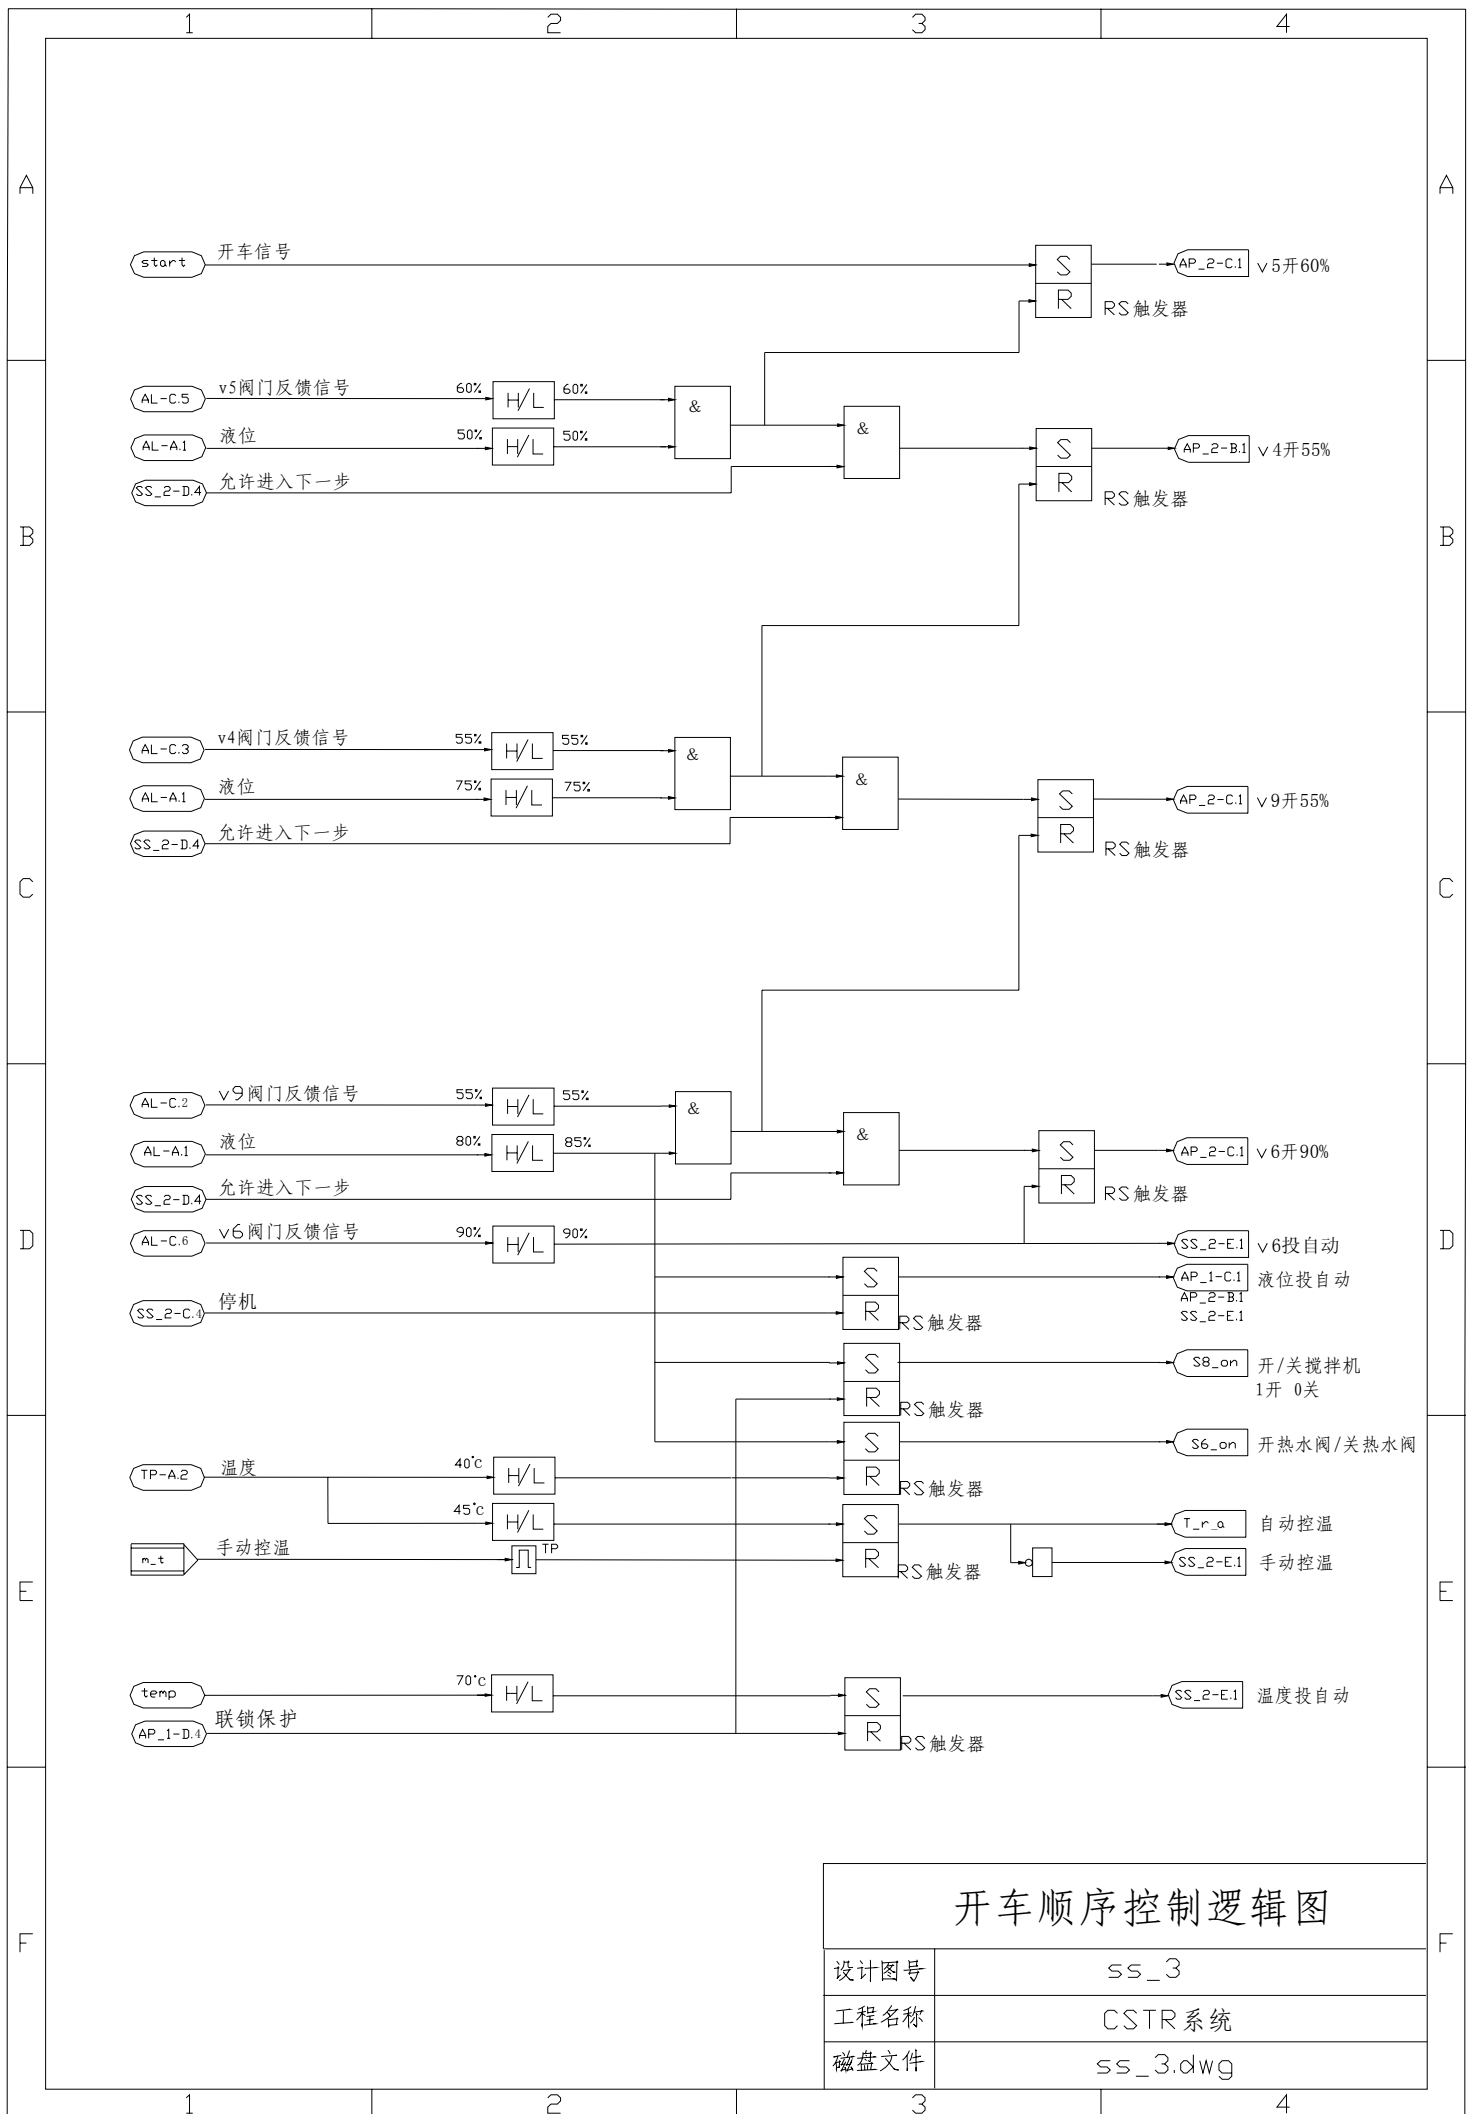 1 2 3 4
A A
start 开车信号 S AP_2-C.1 v5开60%
R RS触发器
AL-C.5 v5阀门反馈信号 60% H/L 60% &
AL-A.1 液位 50% H/L 50% & S AP_2-B.1 v4开55%
SS_2-D.4 允许进入下一步 R RS触发器
B B
AL-C.3 v4阀门反馈信号 55% H/L 55% &
AL-A.1 液位 75% H/L 75% & S AP_2-C.1 v9开55%
SS_2-D.4 允许进入下一步 R RS触发器
C C
AL-C.2 v9阀门反馈信号 55% H/L 55% &
AL-A.1 液位 80% H/L 85% & S AP_2-C.1 v6开90%
SS_2-D.4 允许进入下一步 R RS触发器
D D
AL-C.6 v6阀门反馈信号 90% H/L 90% SS_2-E.1 v6投自动
S AP_1-C.1 液位投自动
AP_2-B.1
SS_2-C.4 停机 R RS触发器 SS_2-E.1
S S8_on 开/关搅拌机
R RS触发器 1开 0关
S S6_on 开热水阀/关热水阀
TP-A.2 温度 40°C H/L R RS触发器
45°C H/L S T_r_a 自动控温
m_t 手动控温 TP R RS触发器 SS_2-E.1 手动控温
E E
temp 70°C H/L S SS_2-E.1 温度投自动
AP_1-D.4 联锁保护 R RS触发器
开车顺序控制逻辑图
F F
设计图号 ss_3
工程名称 CSTR系统
磁盘文件 ss_3.dwg
1 2 3 4